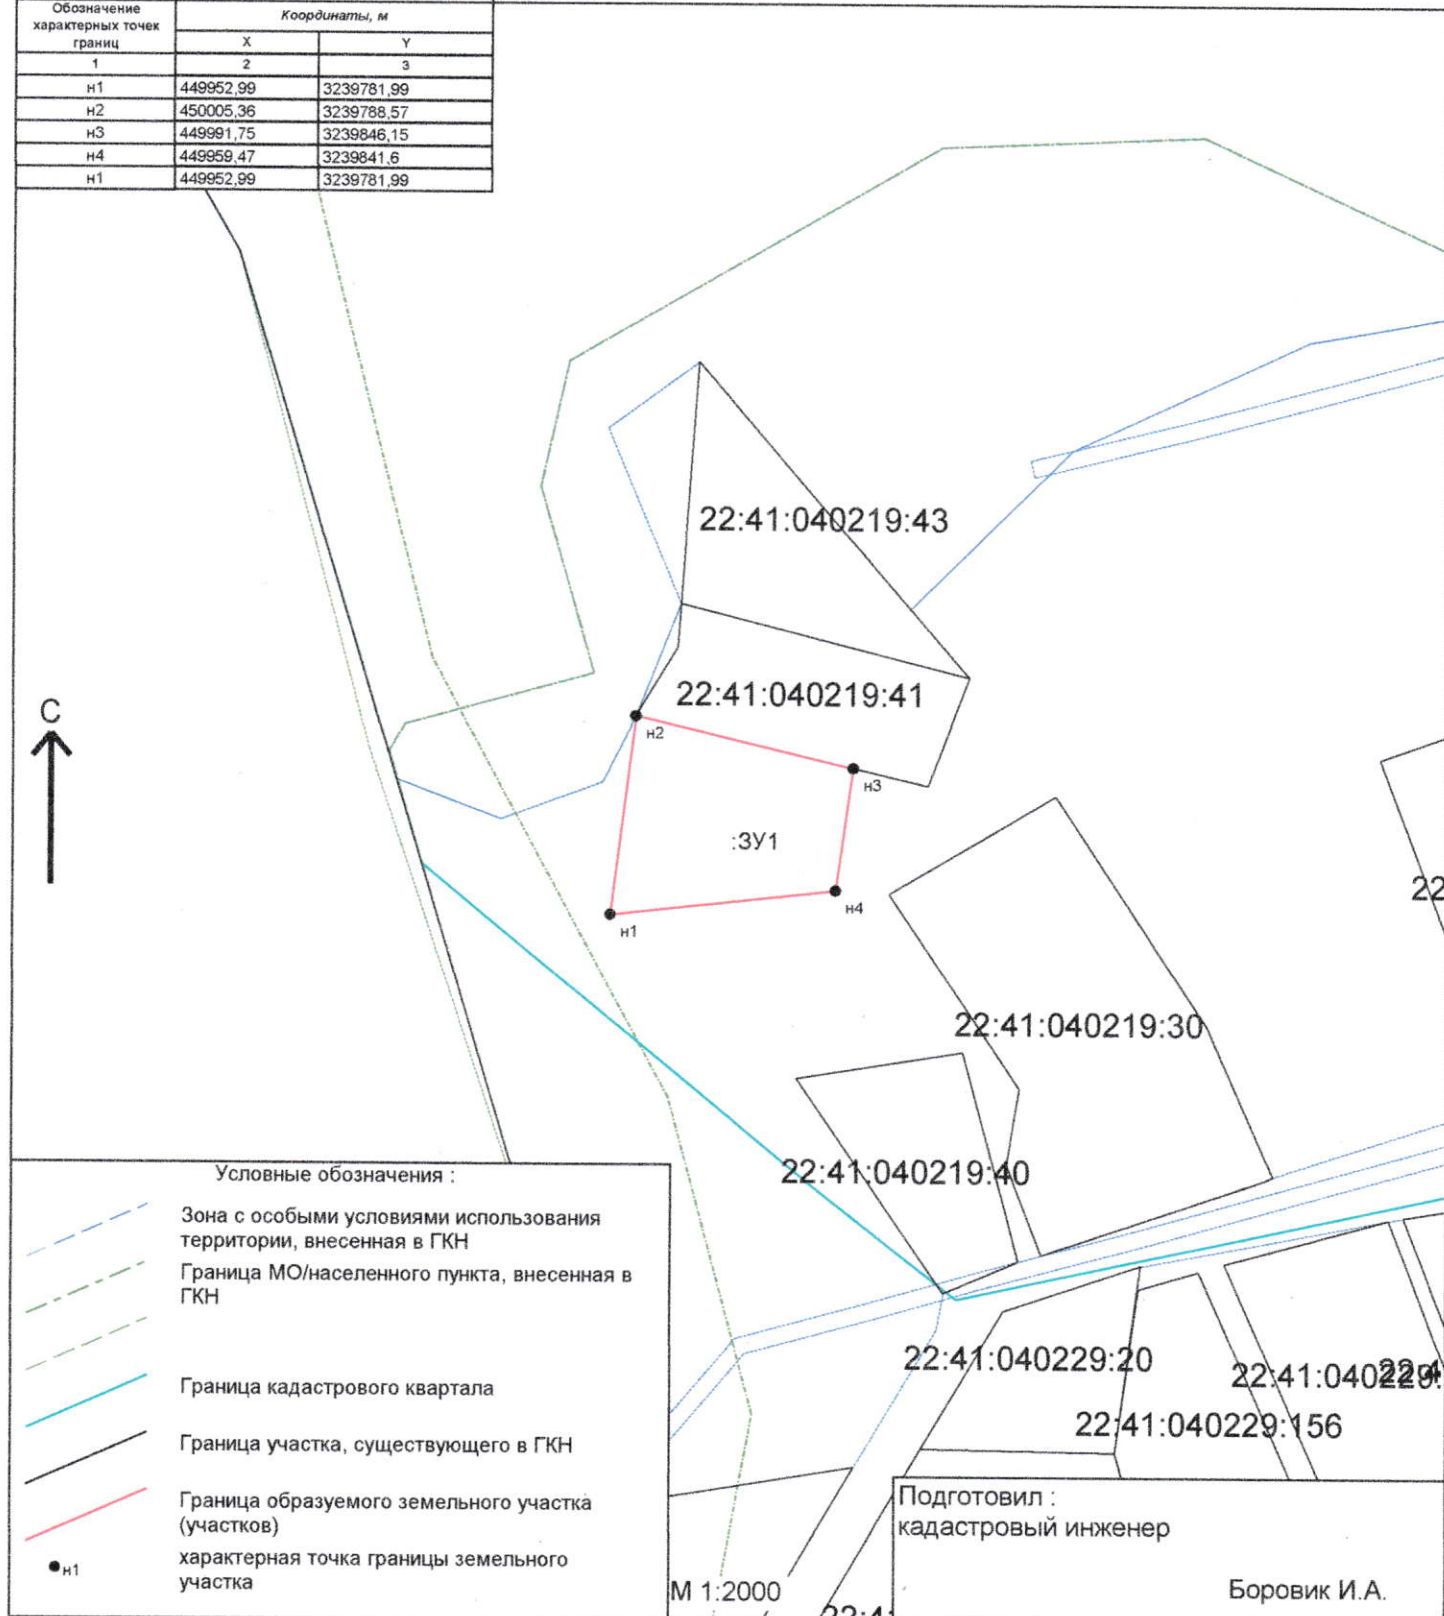 Обозначение
характерных точек
границ
Координаты, м
X Y
1 2 3
н1 449952,99 3239781,99
н2 450005,36 3239788,57
н3 449991,75 3239846,15
н4 449959,47 3239841,6
н1 449952,99 3239781,99
22:41:040219:43
22:41:040219:41
С
н2
н3
:ЗУ1
22
н4
н1
22:41:040219:30
22:41:040219:40
Условные обозначения :
Зона с особыми условиями использования
территории, внесенная в ГКН
Граница МО/населенного пункта, внесенная в
ГКН
Граница кадастрового квартала
Граница участка, существующего в ГКН
Граница образуемого земельного участка
(участков)
н1
характерная точка границы земельного
участка
22:41:040229:20
22:41:040229:
22:41:040229:156
М 1:2000
Подготовил :
кадастровый инженер
Боровик И.А.